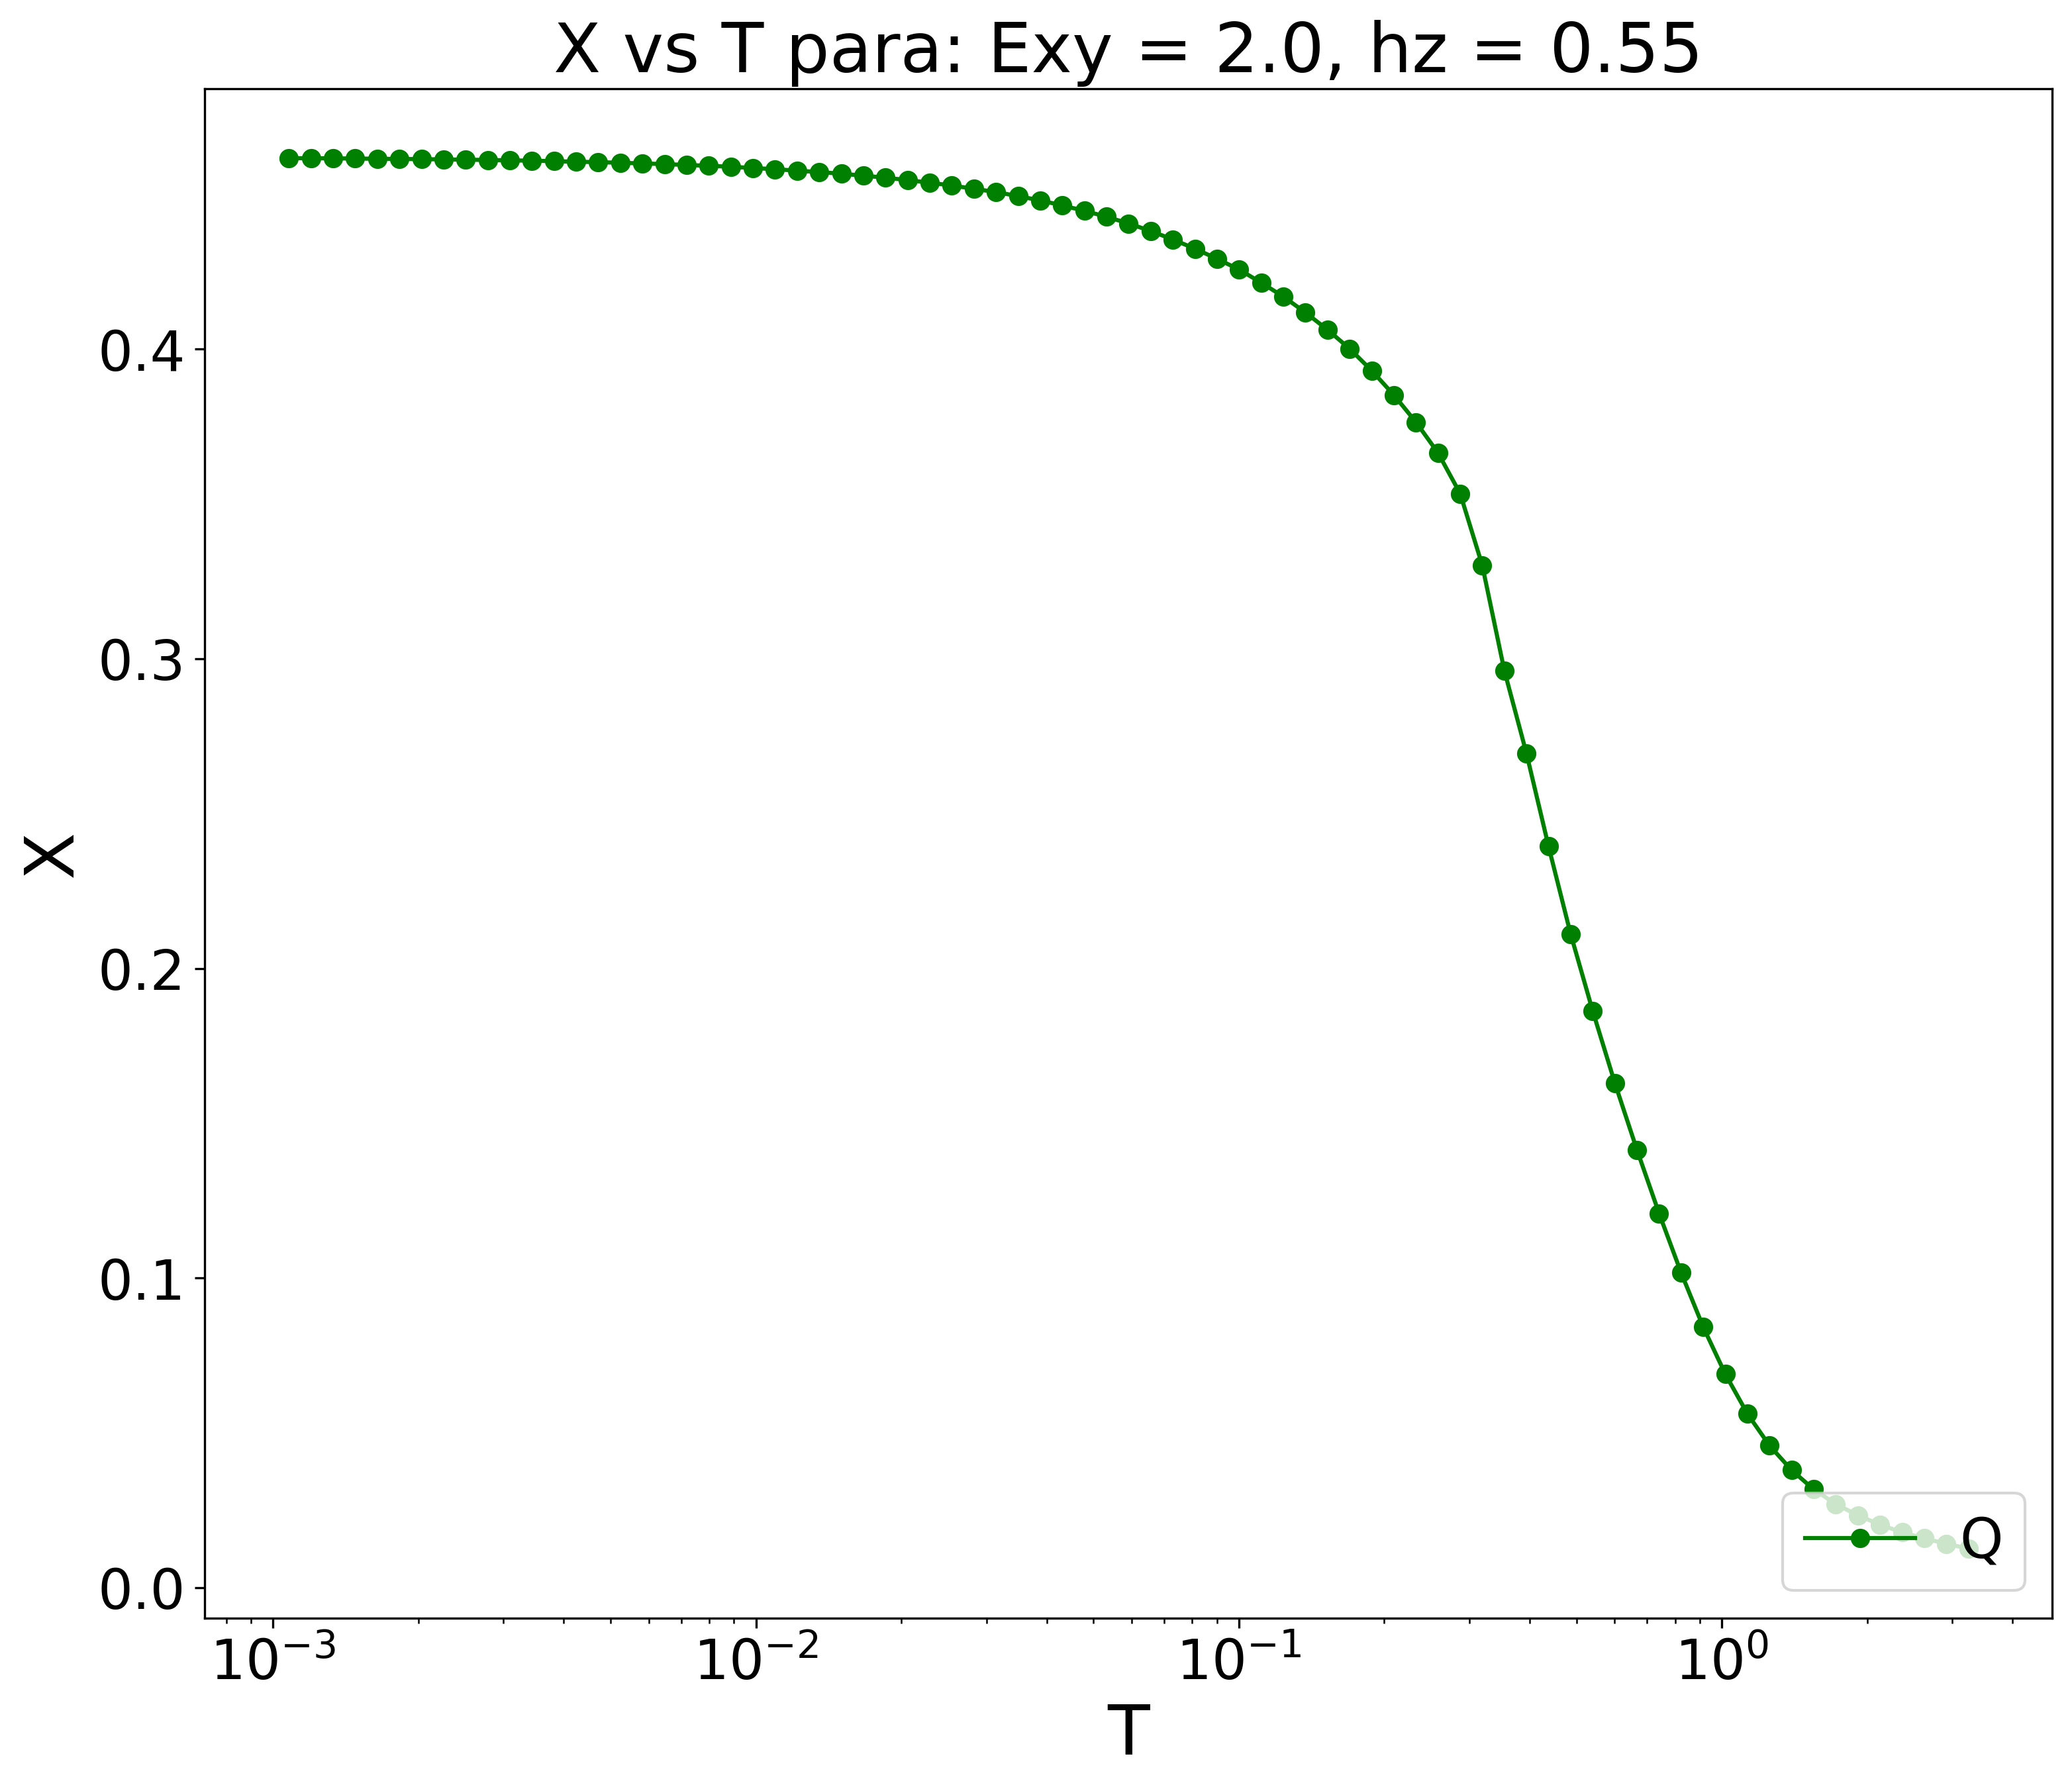 X vs T para: Exy = 2.0, hz = 0.55
X
0.4
0.3
0.2
0.1
0.0
Q
10⁻³ 10⁻² 10⁻¹ 10⁰
T